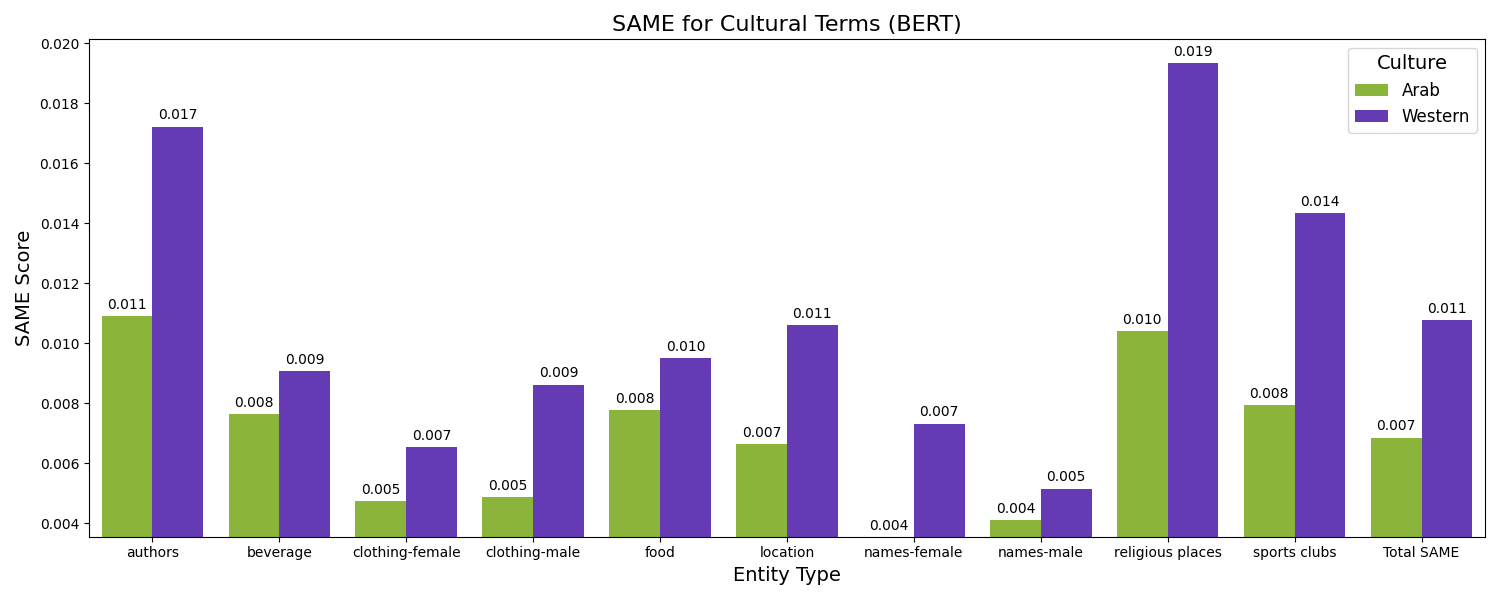 SAME for Cultural Terms (BERT)
Culture
Arab
Western
SAME Score
0.020
0.018
0.016
0.014
0.012
0.010
0.008
0.006
0.004
0.011
0.017
0.008
0.009
0.005
0.007
0.005
0.009
0.008
0.010
0.007
0.011
0.004
0.007
0.004
0.005
0.010
0.019
0.008
0.014
0.007
0.011
authors
beverage
clothing-female
clothing-male
food
location
names-female
names-male
religious places
sports clubs
Total SAME
Entity Type